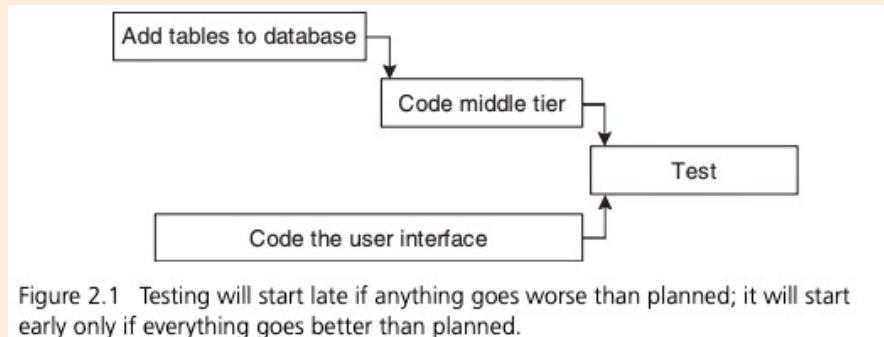 Add tables to database
Code middle tier
Test
Code the user interface
Figure 2.1 Testing will start late if anything goes worse than planned; it will start
early only if everything goes better than planned.